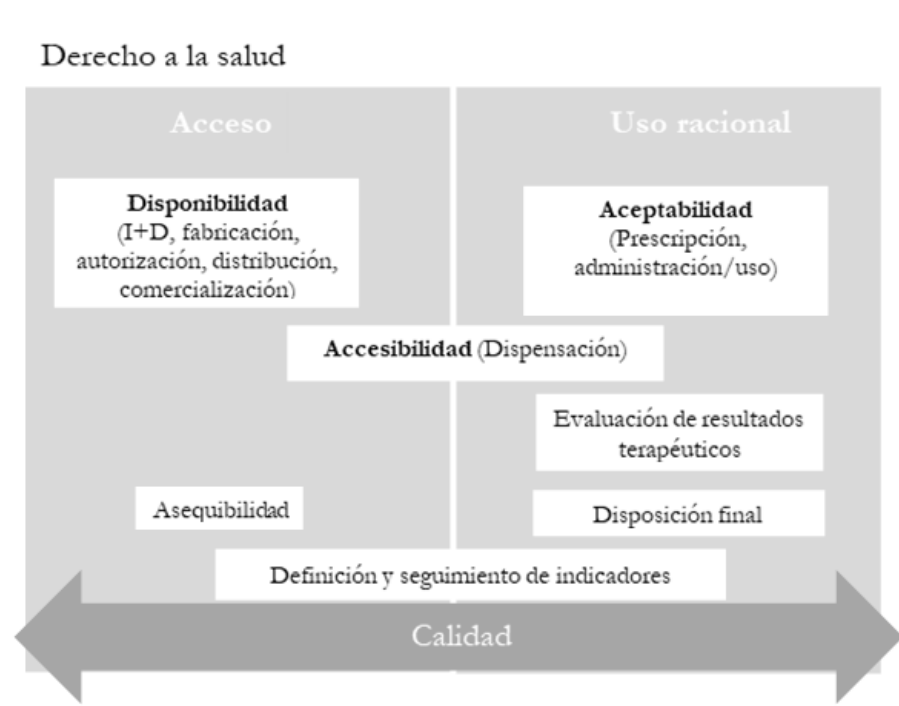 Derecho a la salud
Acceso
Uso racional
Disponibilidad
(I+D, fabricación,
autorización, distribución,
comercialización)
Aceptabilidad
(Prescripción,
administración/uso)
Accesibilidad (Dispensación)
Evaluación de resultados
terapéuticos
Asequibilidad
Disposición final
Definición y seguimiento de indicadores
Calidad